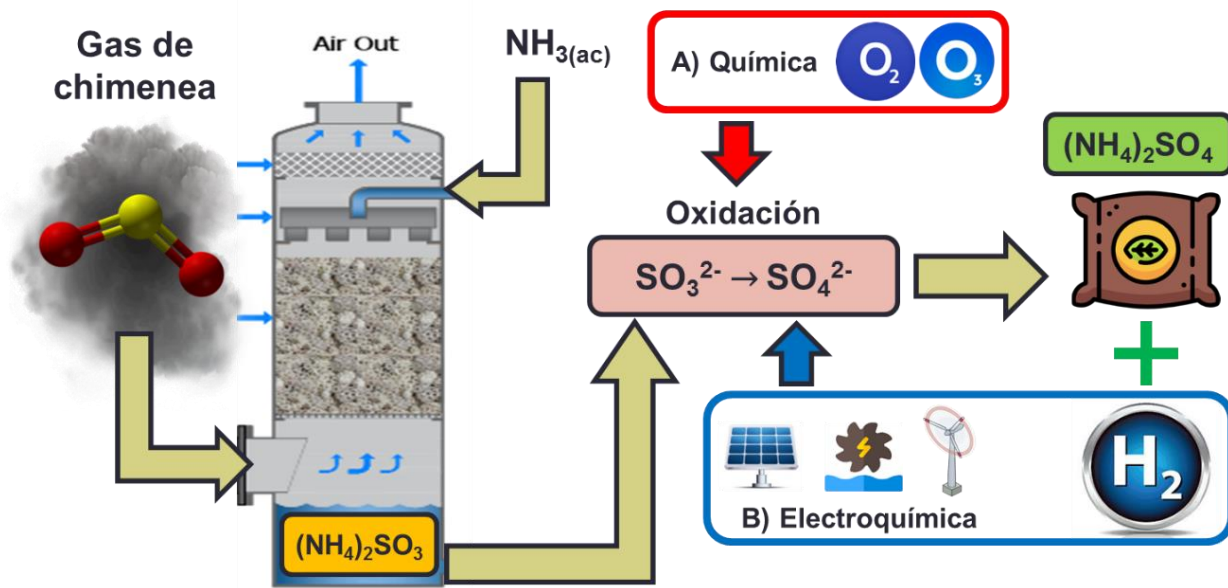 Gas de
chimenea
Air Out
NH₃₍ac₎
A) Química
O₂
O₃
(NH₄)₂SO₄
Oxidación
SO₃²⁻ → SO₄²⁻
B) Electroquímica
H₂
(NH₄)₂SO₃